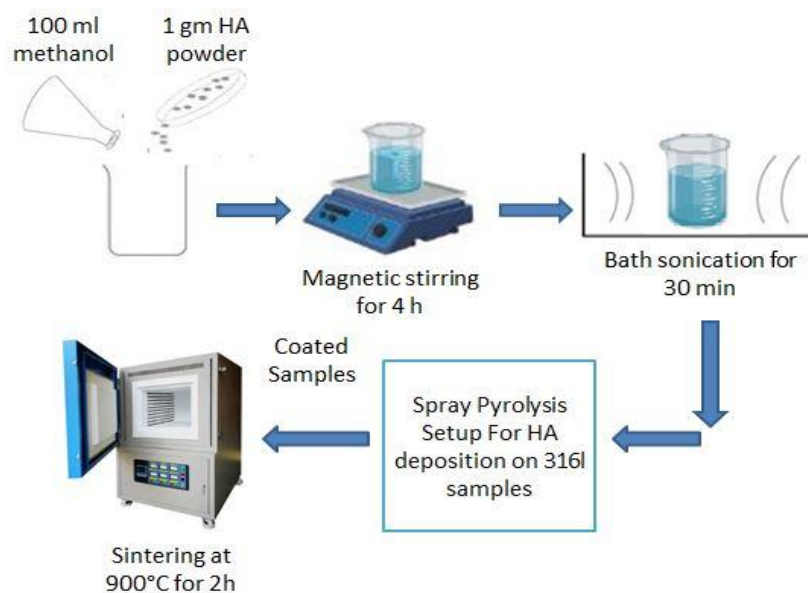 100 ml
methanol
1 gm HA
powder
Magnetic stirring
for 4 h
Bath sonication for
30 min
Spray Pyrolysis
Setup For HA
deposition on 316l
samples
Coated
Samples
Sintering at
900°C for 2h